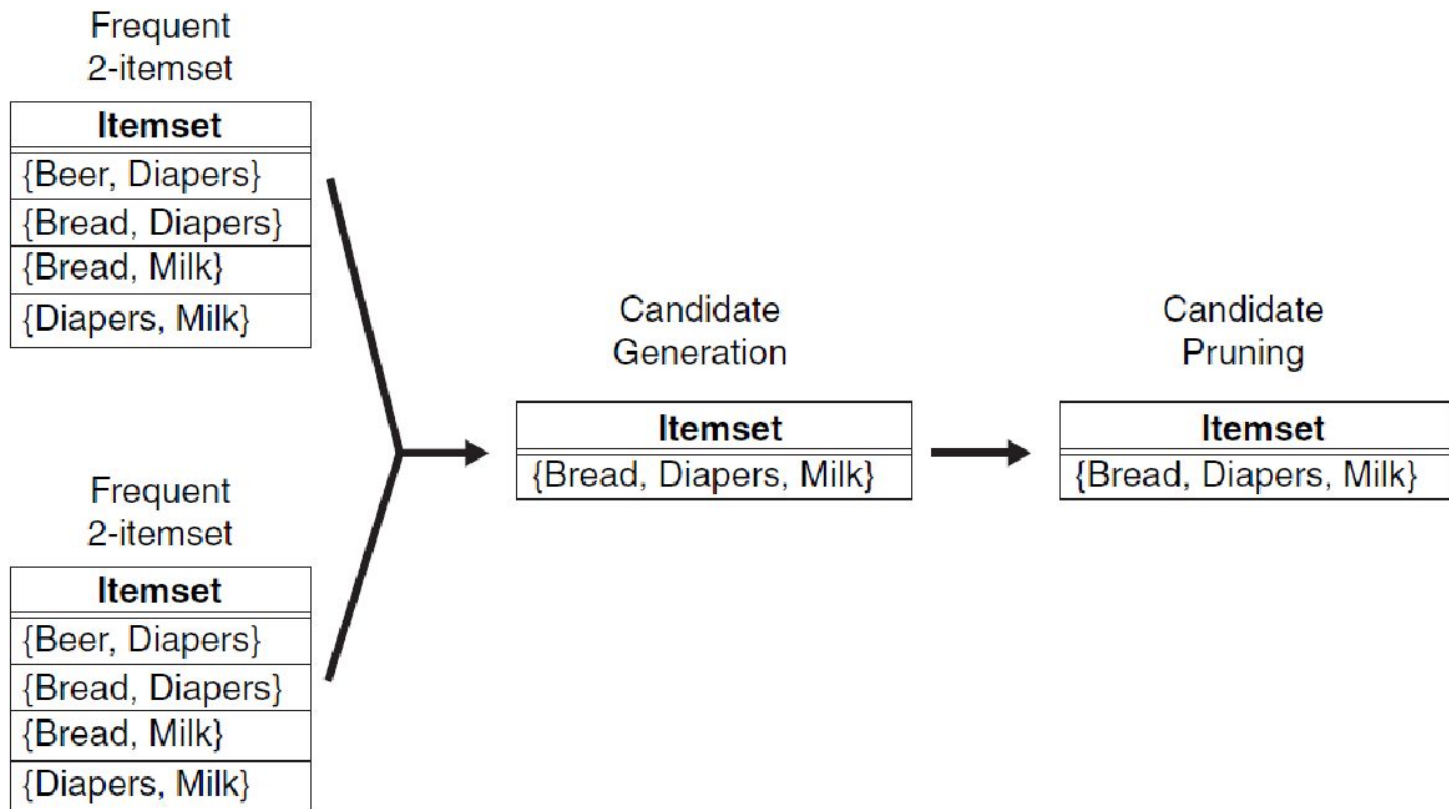 Frequent
2-itemset
Itemset
{Beer, Diapers}
{Bread, Diapers}
{Bread, Milk}
{Diapers, Milk}
Frequent
2-itemset
Itemset
{Beer, Diapers}
{Bread, Diapers}
{Bread, Milk}
{Diapers, Milk}
Candidate
Generation
Itemset
{Bread, Diapers, Milk}
Candidate
Pruning
Itemset
{Bread, Diapers, Milk}